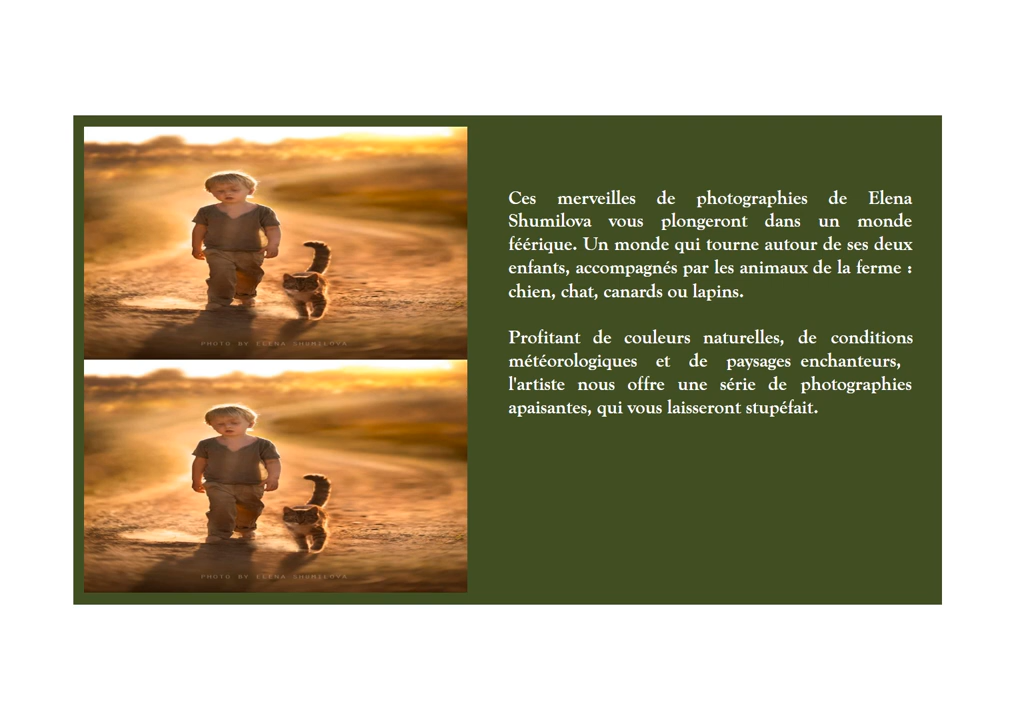 PHOTO BY ELENA SHUMILOVA
PHOTO BY ELENA SHUMILOVA
Ces merveilles de photographies de Elena
Shumilova vous plongeront dans un monde
féérique. Un monde qui tourne autour de ses deux
enfants, accompagnés par les animaux de la ferme :
chien, chat, canards ou lapins.
Profitant de couleurs naturelles, de conditions
météorologiques et de paysages enchanteurs,
l'artiste nous offre une série de photographies
apaisantes, qui vous laisseront stupéfait.